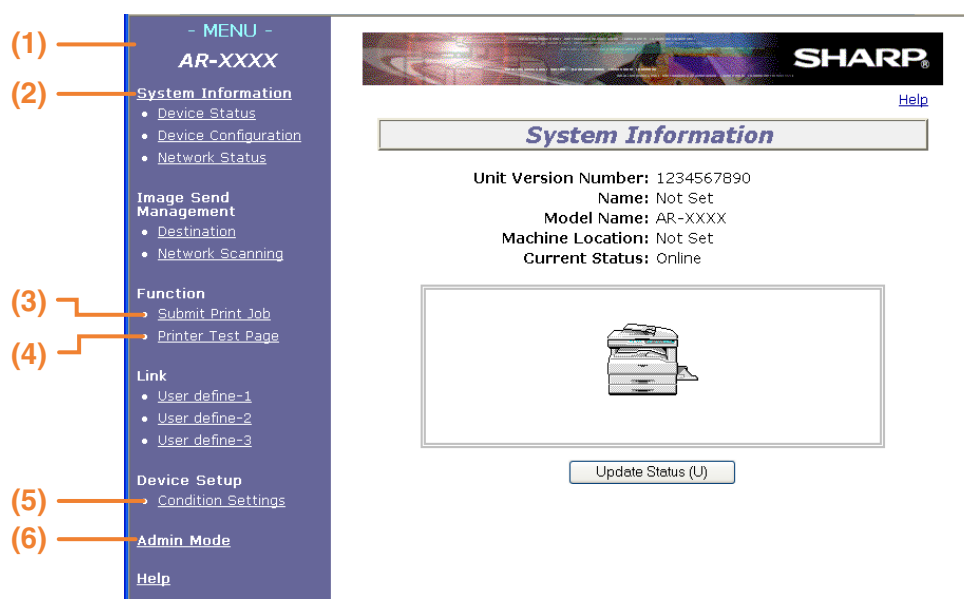 (1)
- MENU -
AR-XXXX
(2)
System Information
• Device Status
• Device Configuration
• Network Status
Image Send
Management
• Destination
• Network Scanning
Function
(3)
• Submit Print Job
(4)
• Printer Test Page
Link
• User define-1
• User define-2
• User define-3
Device Setup
(5)
• Condition Settings
(6)
Admin Mode
Help
SHARP®
Help
System Information
Unit Version Number: 1234567890
Name: Not Set
Model Name: AR-XXXX
Machine Location: Not Set
Current Status: Online
Update Status (U)